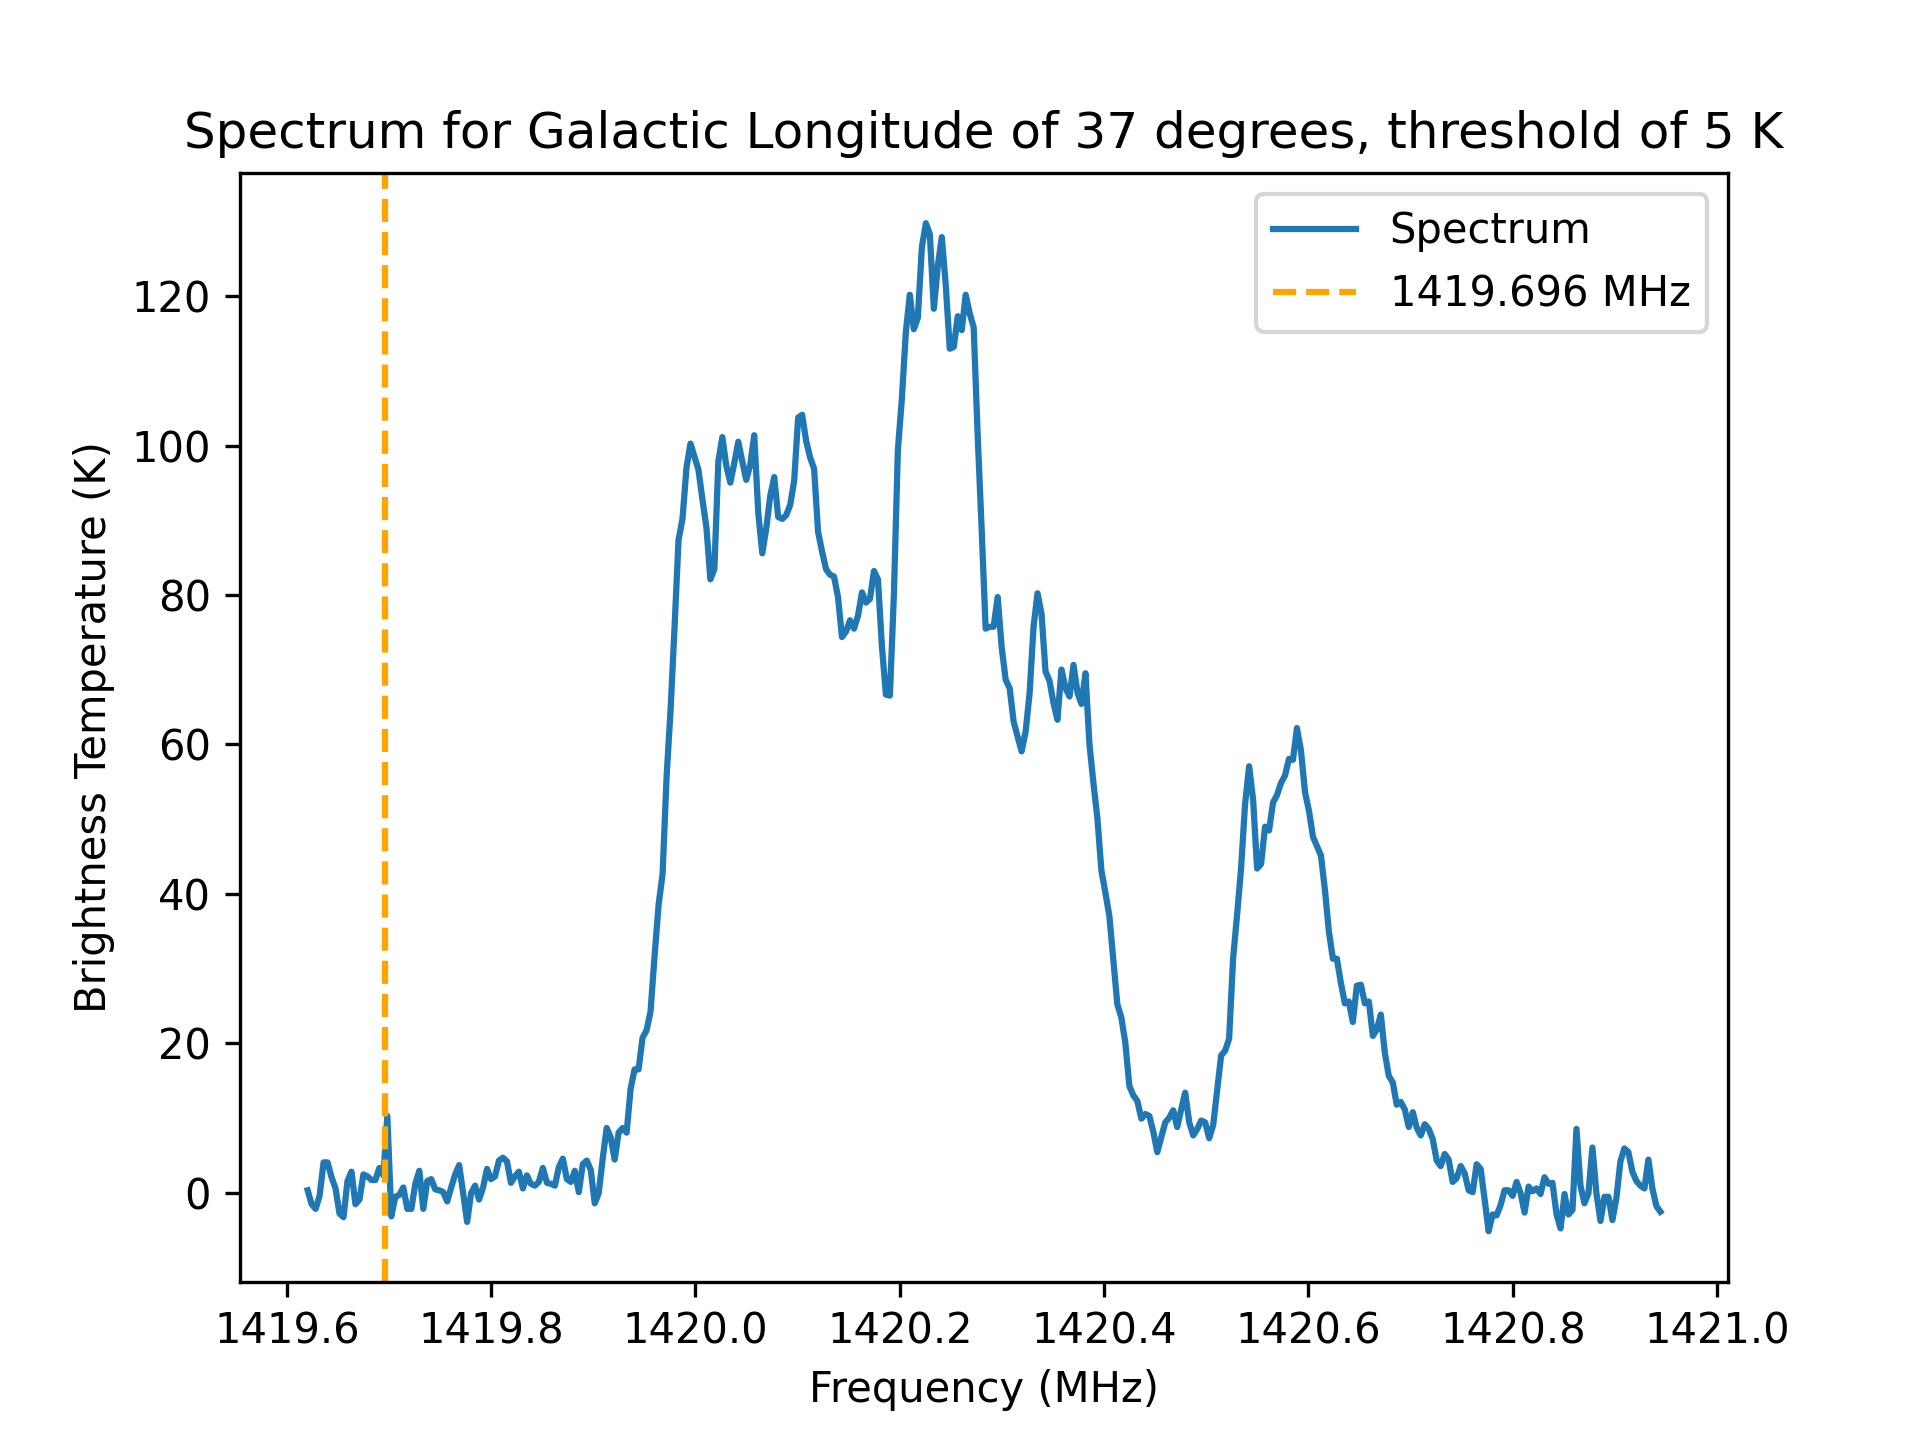 Spectrum for Galactic Longitude of 37 degrees, threshold of 5 K
Spectrum
1419.696 MHz
Brightness Temperature (K)
120
100
80
60
40
20
0
1419.6 1419.8 1420.0 1420.2 1420.4 1420.6 1420.8 1421.0
Frequency (MHz)